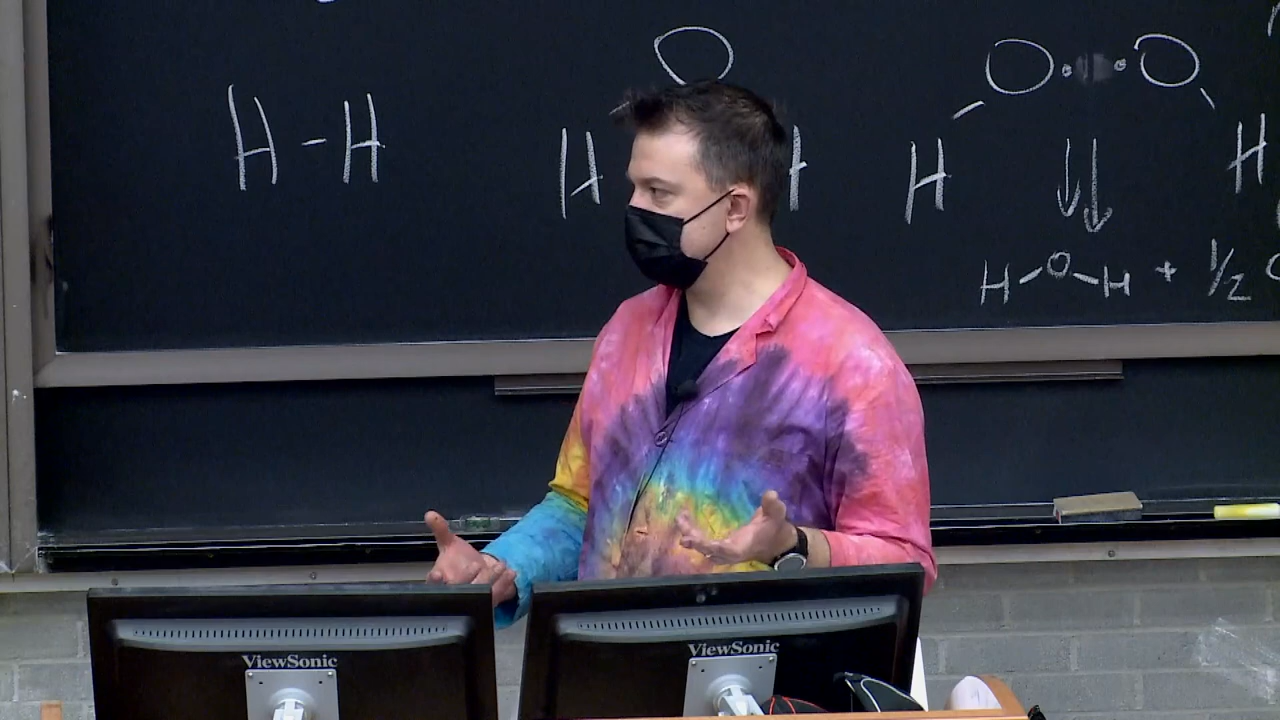 O
O • • O
H - H
H
H
H
H
H-O-H + ½
ViewSonic
ViewSonic